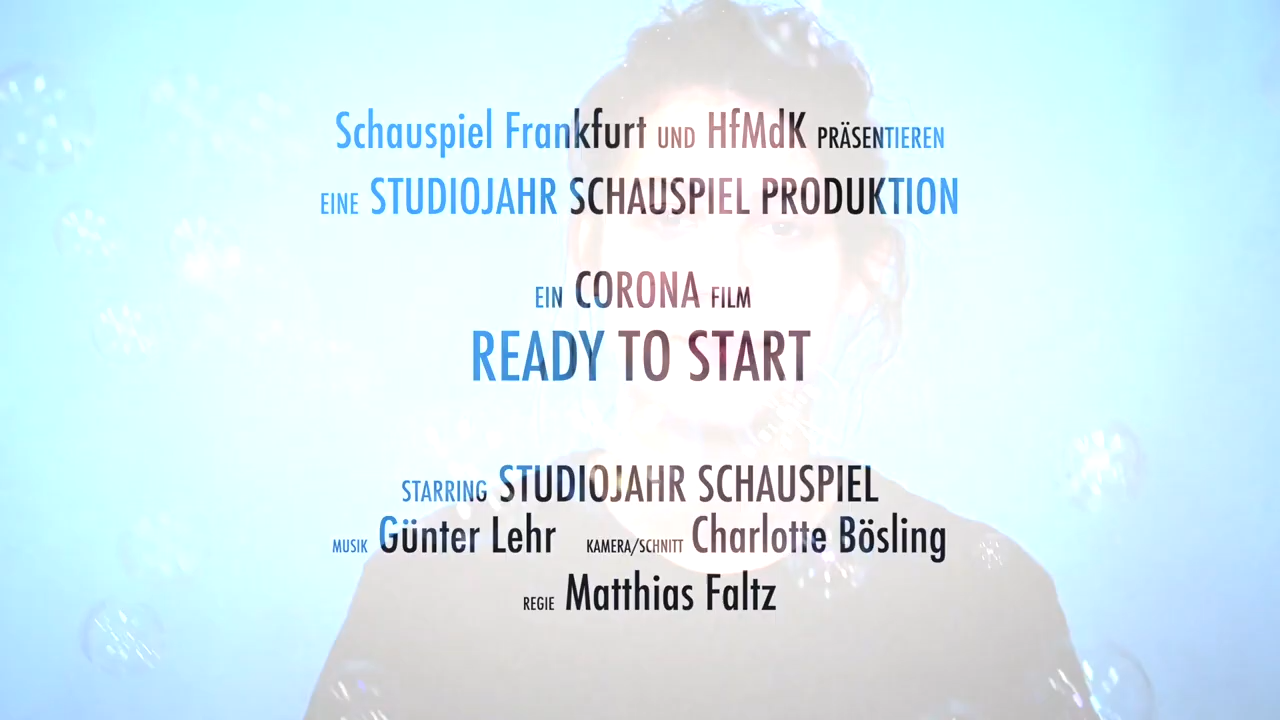 Schauspiel Frankfurt UND HfMdK PRÄSENTIEREN
EINE STUDIOJAHR SCHAUSPIEL PRODUKTION
EIN CORONA FILM
READY TO START
STARRING STUDIOJAHR SCHAUSPIEL
MUSIK Günter Lehr KAMERA/SCHNITT Charlotte Bösling
REGIE Matthias Faltz